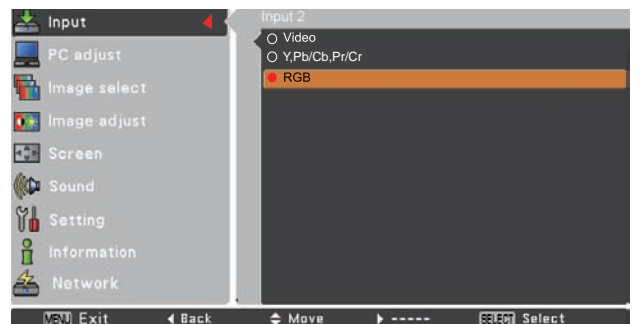 Input
PC adjust
Image select
Image adjust
Screen
Sound
Setting
Information
Network
Input 2
Video
Y,Pb/Cb,Pr/Cr
RGB
MENU Exit Back Move ----- SELECT Select